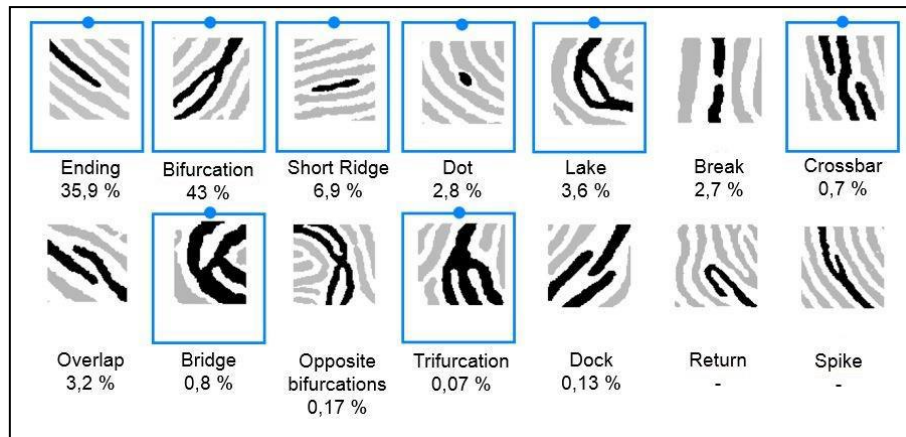 Ending Bifurcation Short Ridge Dot Lake Break Crossbar
35,9 % 43 % 6,9 % 2,8 % 3,6 % 2,7 % 0,7 %
Overlap Bridge Opposite Trifurcation Dock Return Spike
3,2 % 0,8 % bifurcations 0,07 % 0,13 % - -
0,17 %